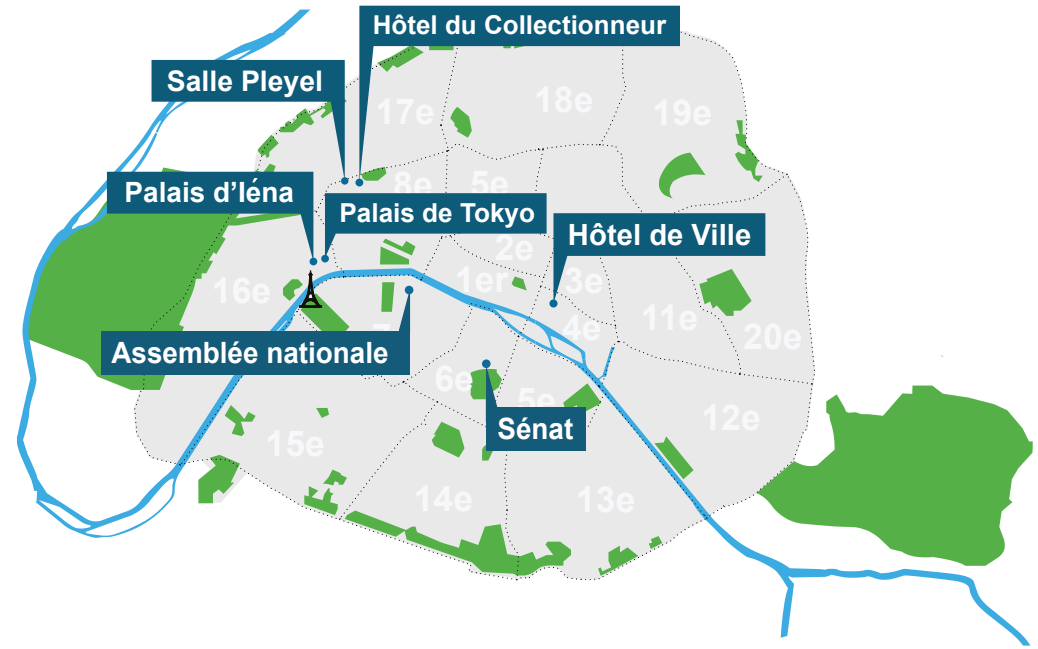 Hôtel du Collectionneur
Salle Pleyel
17e
18e
19e
8e
5e
Palais d'Iéna
Palais de Tokyo
Hôtel de Ville
2e
16e
1er
3e
11e
4e
20e
Assemblée nationale
6e
5e
12e
Sénat
15e
14e
13e